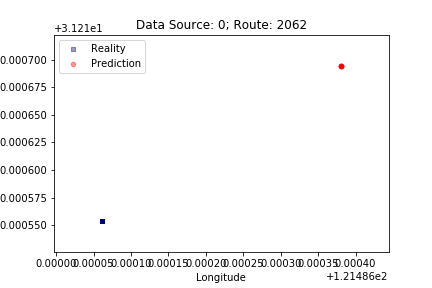 Data Source: 0; Route: 2062
+3.121e1
Reality
Prediction
0.000700
0.000675
0.000650
0.000625
0.000600
0.000575
0.000550
0.00000 0.00005 0.00010 0.00015 0.00020 0.00025 0.00030 0.00035 0.00040
Longitude
+1.21486e2